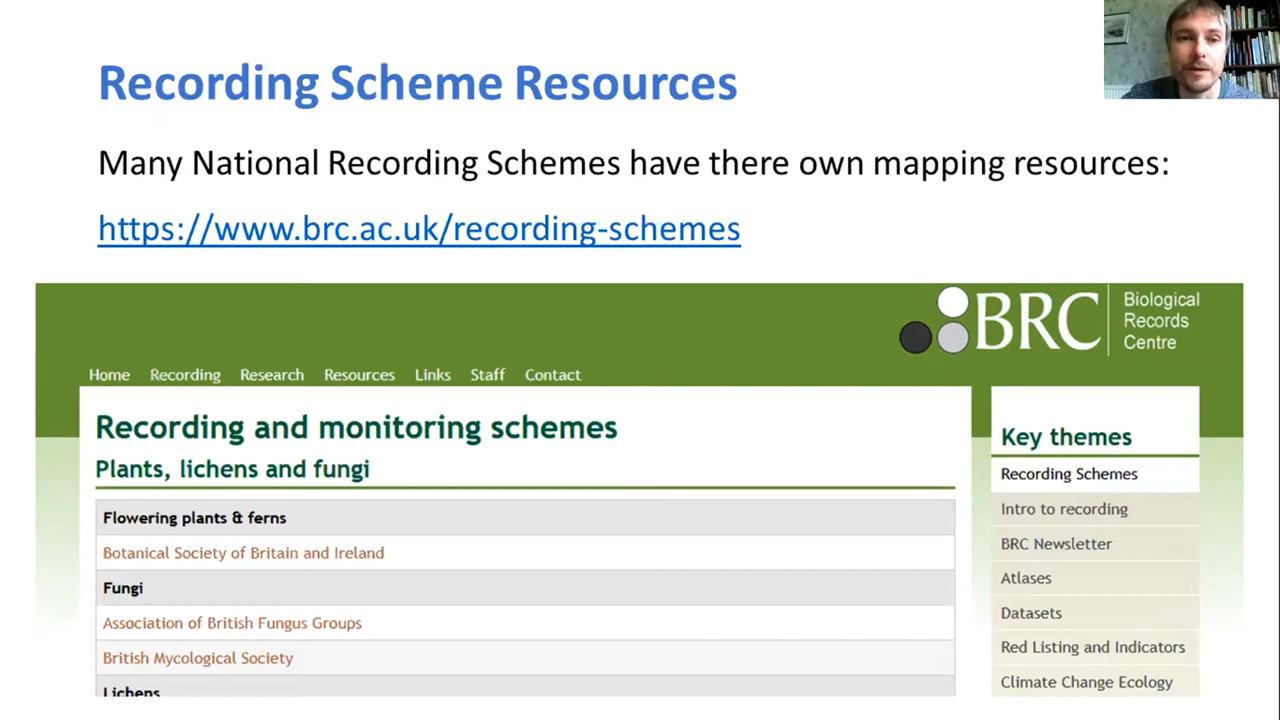 Recording Scheme Resources
Many National Recording Schemes have there own mapping resources:
https://www.brc.ac.uk/recording-schemes
BRC
Biological
Records
Centre
Home Recording Research Resources Links Staff Contact
Recording and monitoring schemes
Plants, lichens and fungi
Flowering plants & ferns
Botanical Society of Britain and Ireland
Fungi
Association of British Fungus Groups
British Mycological Society
Lichens
Key themes
Recording Schemes
Intro to recording
BRC Newsletter
Atlases
Datasets
Red Listing and Indicators
Climate Change Ecology